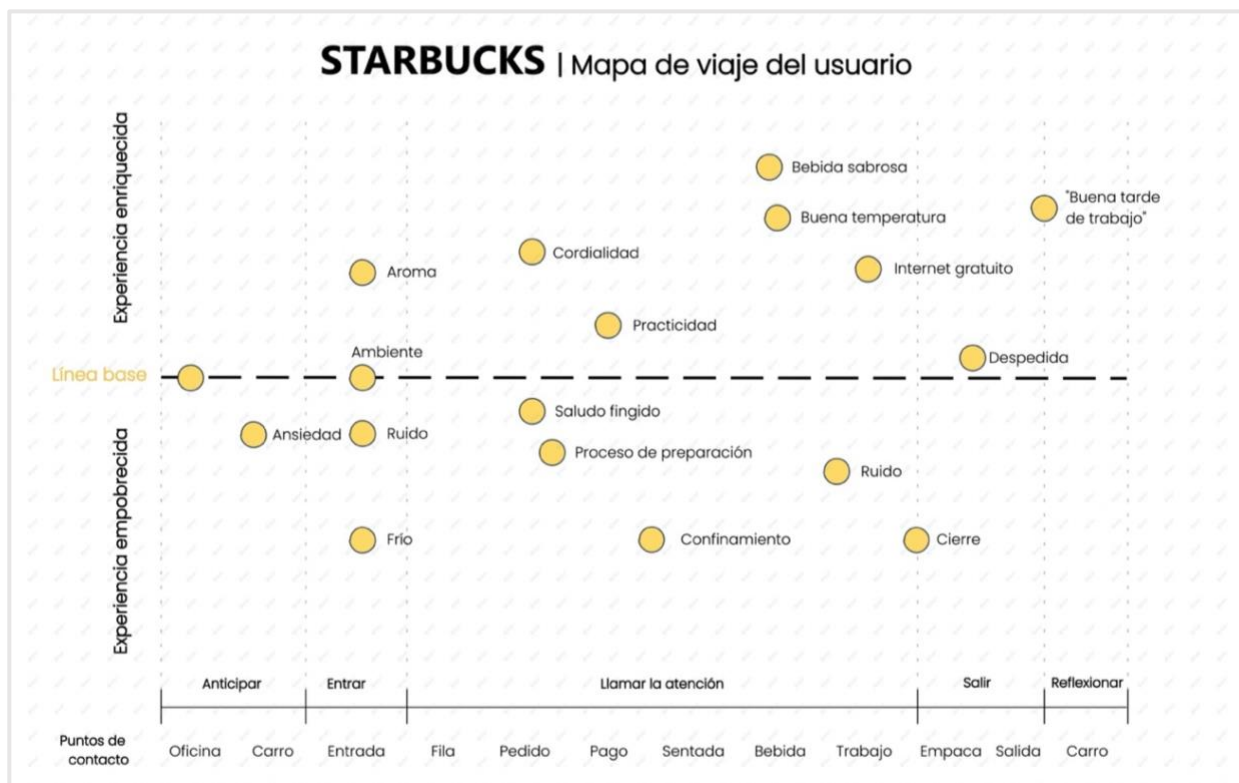 STARBUCKS | Mapa de viaje del usuario
Experiencia enriquecida
Bebida sabrosa
"Buena tarde
de trabajo"
Buena temperatura
Cordialidad
Internet gratuito
Aroma
Practicidad
Ambiente
Despedida
Línea base
Experiencia empobrecida
Saludo fingido
Ansiedad
Ruido
Proceso de preparación
Ruido
Frío
Confinamiento
Cierre
Anticipar
Entrar
Llamar la atención
Salir
Reflexionar
Puntos de
contacto
Oficina
Carro
Entrada
Fila
Pedido
Pago
Sentada
Bebida
Trabajo
Empaca
Salida
Carro